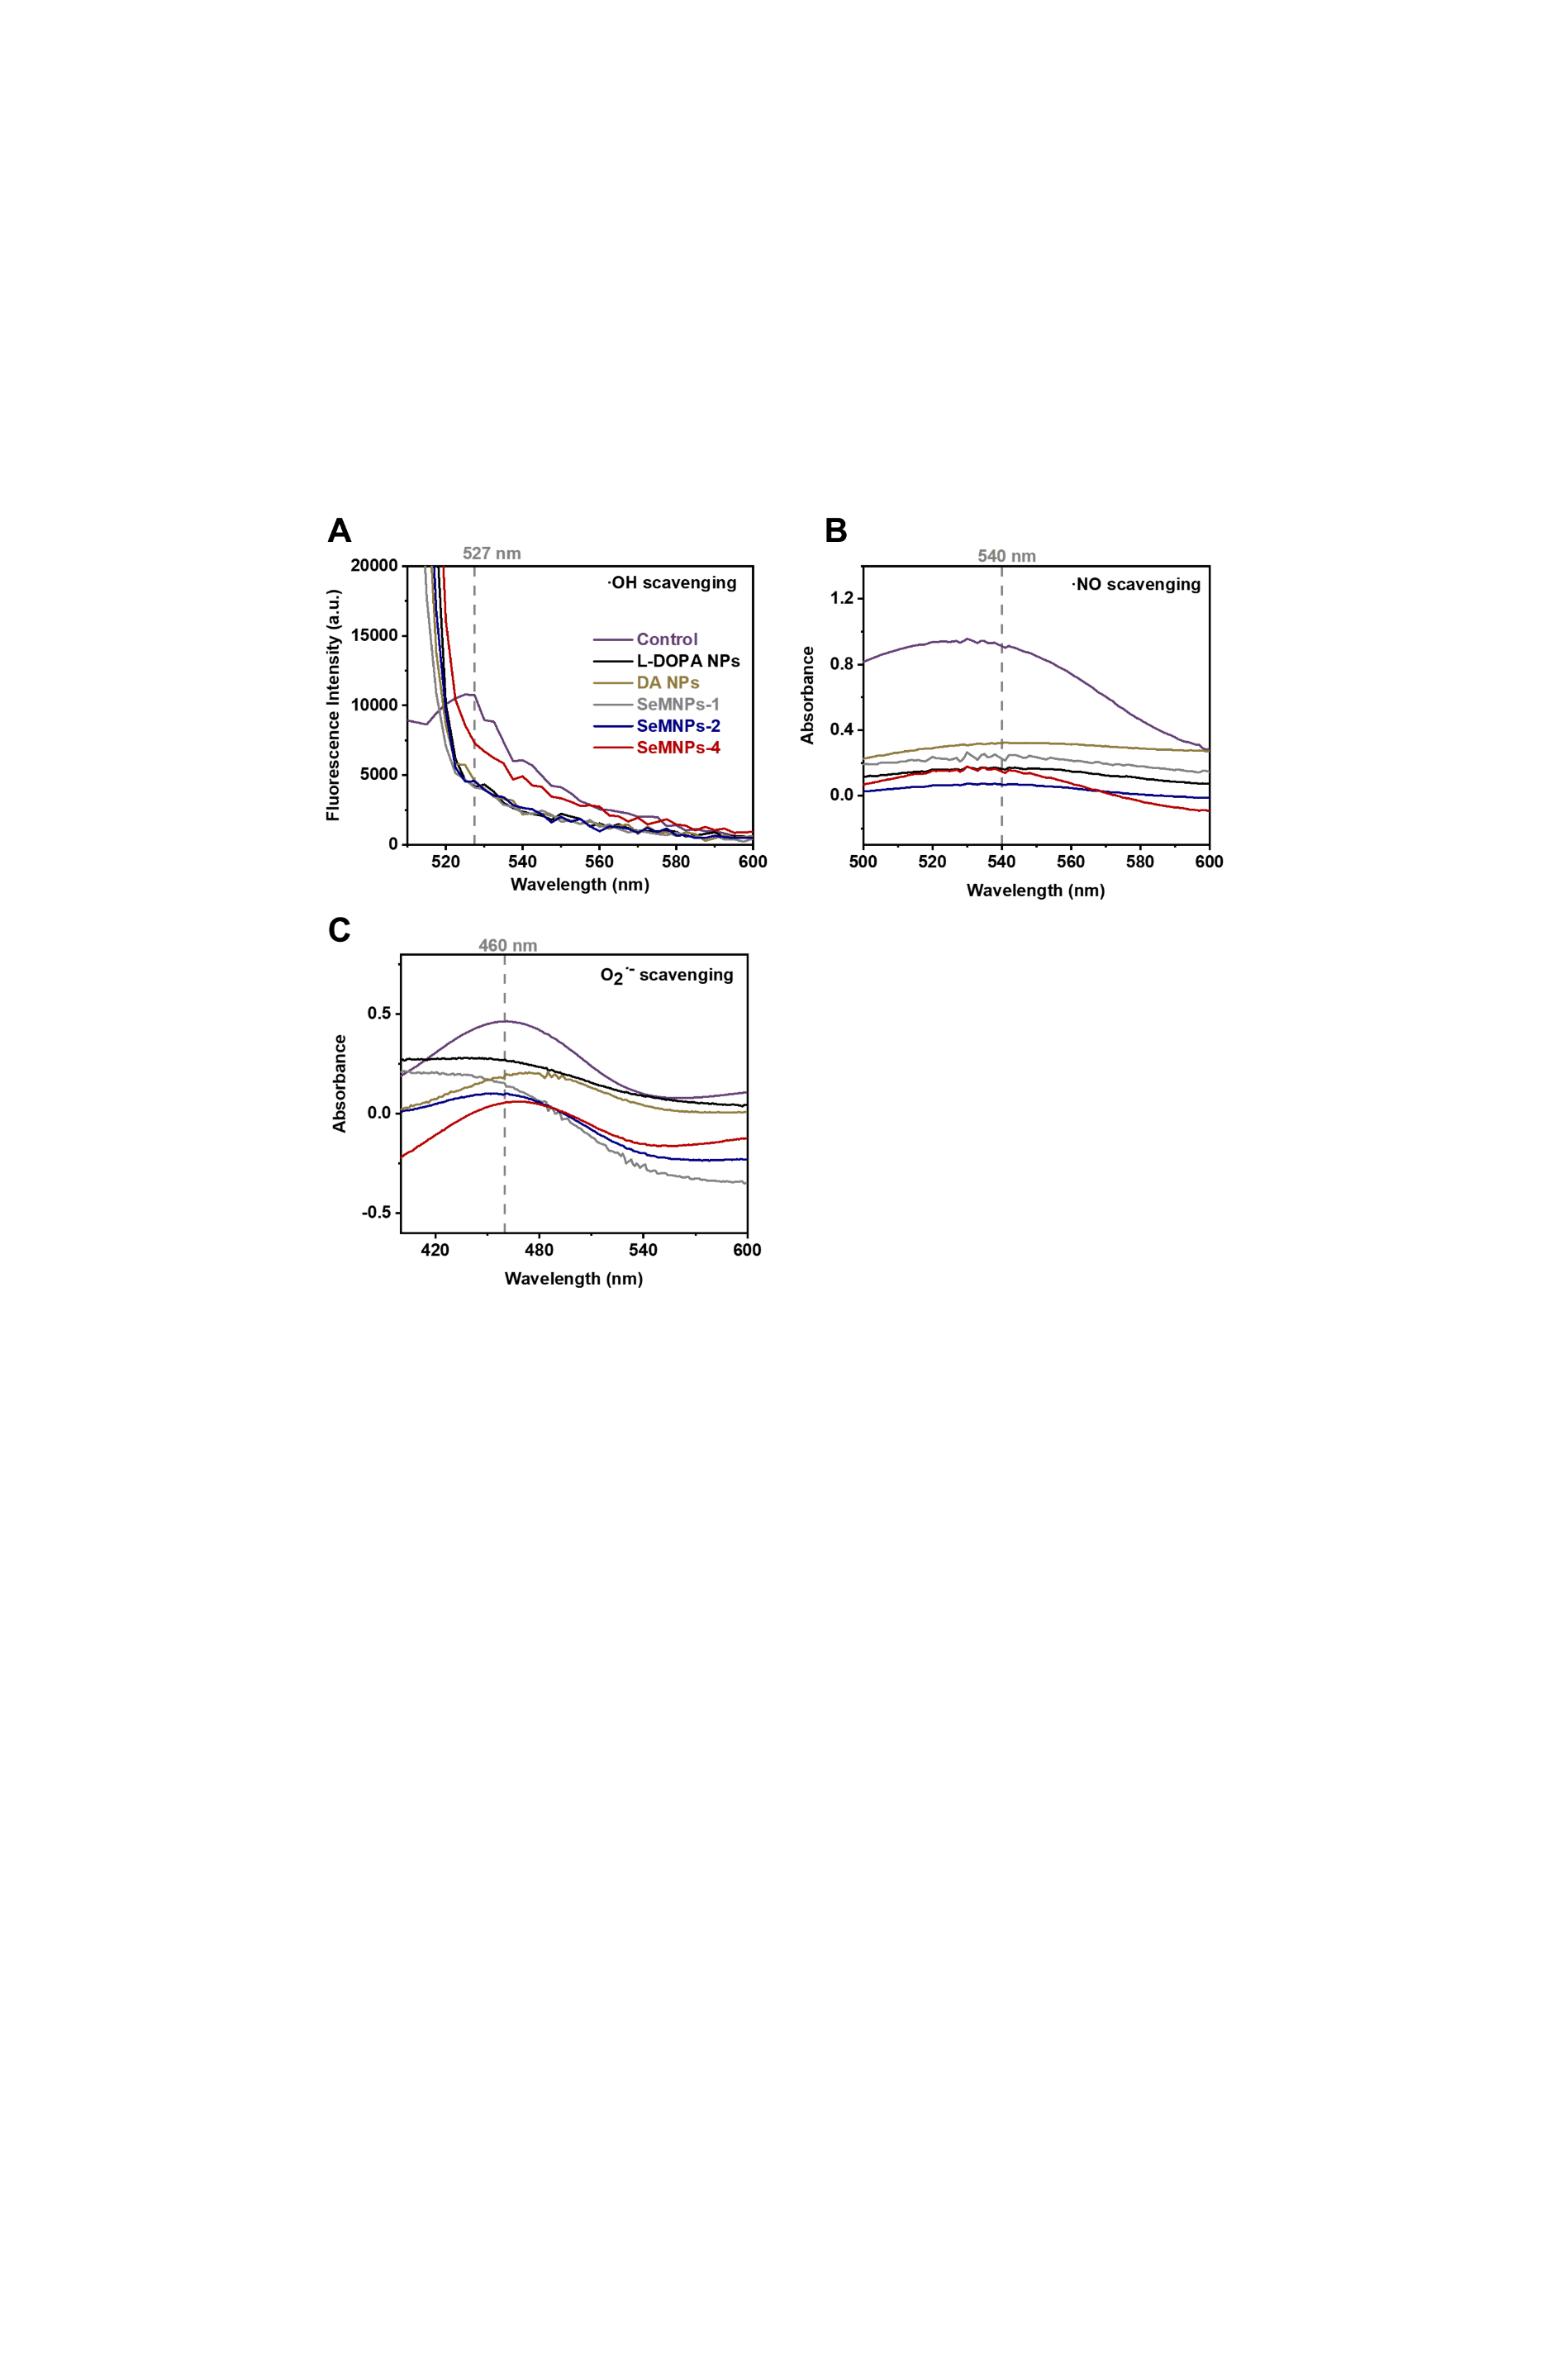 A
527 nm
20000
15000
10000
5000
0
Fluorescence Intensity (a.u.)
·OH scavenging
Control
L-DOPA NPs
DA NPs
SeMNPs-1
SeMNPs-2
SeMNPs-4
520 540 560 580 600
Wavelength (nm)
B
540 nm
1.2
0.8
0.4
0.0
Absorbance
·NO scavenging
500 520 540 560 580 600
Wavelength (nm)
C
460 nm
0.5
0.0
-0.5
Absorbance
O2·- scavenging
420 480 540 600
Wavelength (nm)